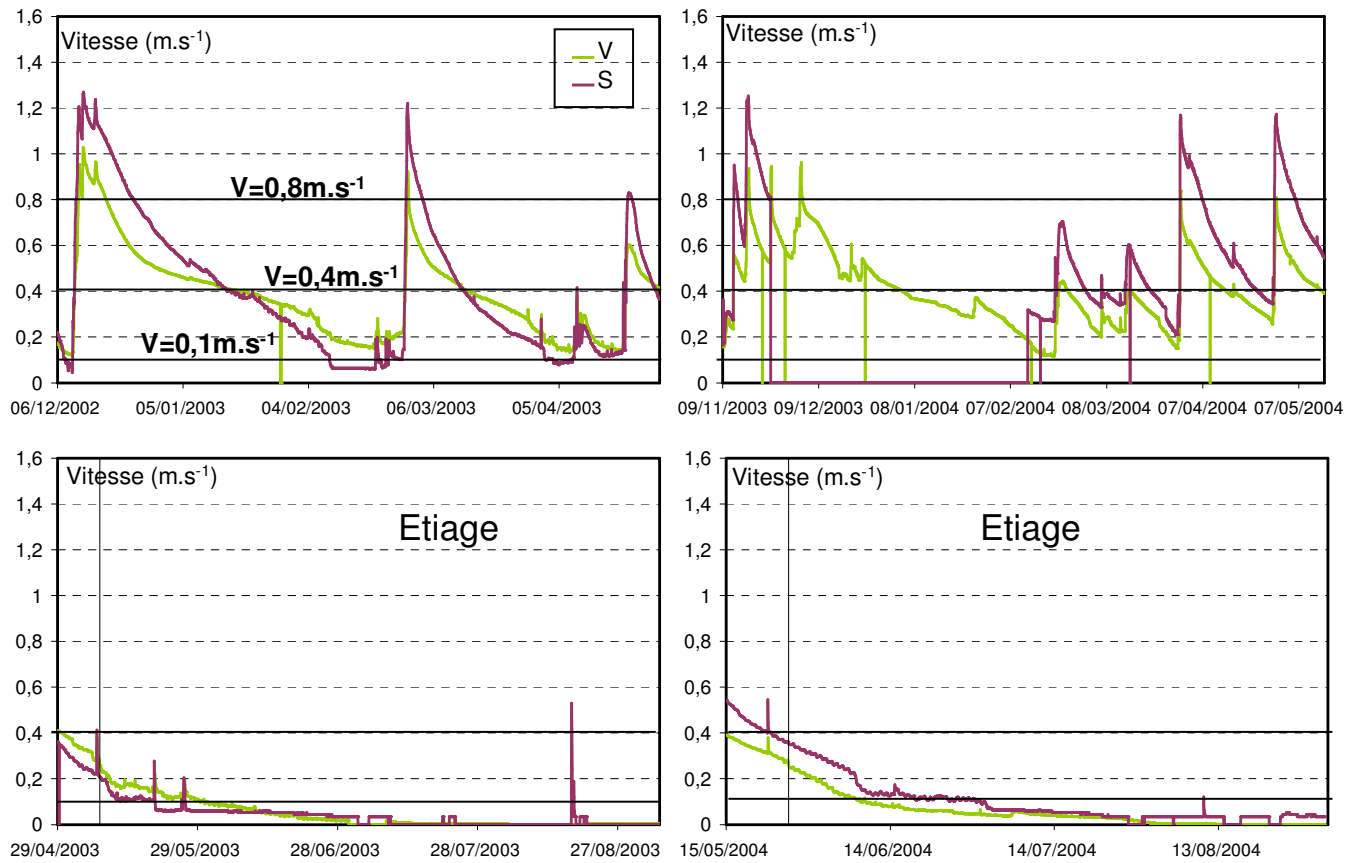 1,6
1,4
1,2
1
0,8
0,6
0,4
0,2
0
Vitesse (m.s-1)
V
S
V=0,8m.s-1
V=0,4m.s-1
V=0,1m.s-1
06/12/2002 05/01/2003 04/02/2003 06/03/2003 05/04/2003
1,6
1,4
1,2
1
0,8
0,6
0,4
0,2
0
Vitesse (m.s-1)
09/11/2003 09/12/2003 08/01/2004 07/02/2004 08/03/2004 07/04/2004 07/05/2004
1,6
1,4
1,2
1
0,8
0,6
0,4
0,2
0
Vitesse (m.s-1)
Etiage
29/04/2003 29/05/2003 28/06/2003 28/07/2003 27/08/2003
1,6
1,4
1,2
1
0,8
0,6
0,4
0,2
0
Vitesse (m.s-1)
Etiage
15/05/2004 14/06/2004 14/07/2004 13/08/2004